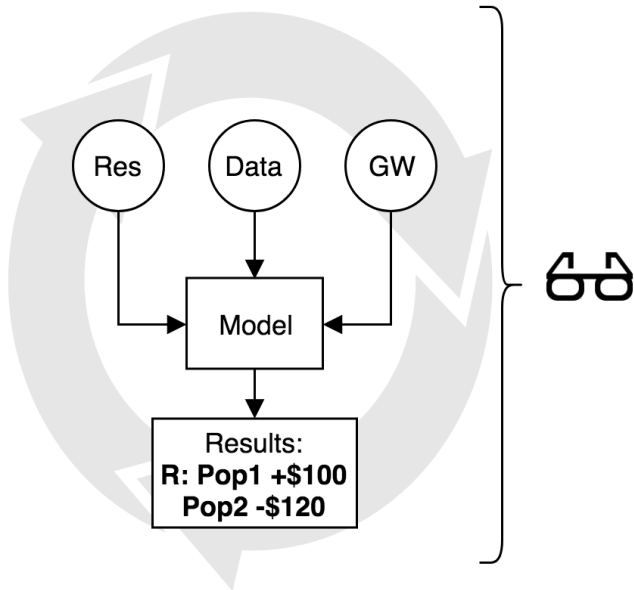 Res
Data
GW
Model
Results:
R: Pop1 +$100
Pop2 -$120